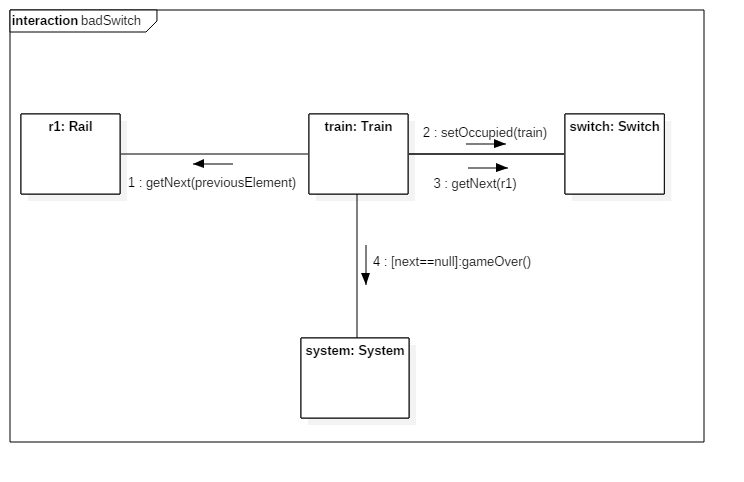 interaction badSwitch
r1: Rail
train: Train
switch: Switch
2 : setOccupied(train)
1 : getNext(previousElement)
3 : getNext(r1)
4 : [next==null]:gameOver()
system: System